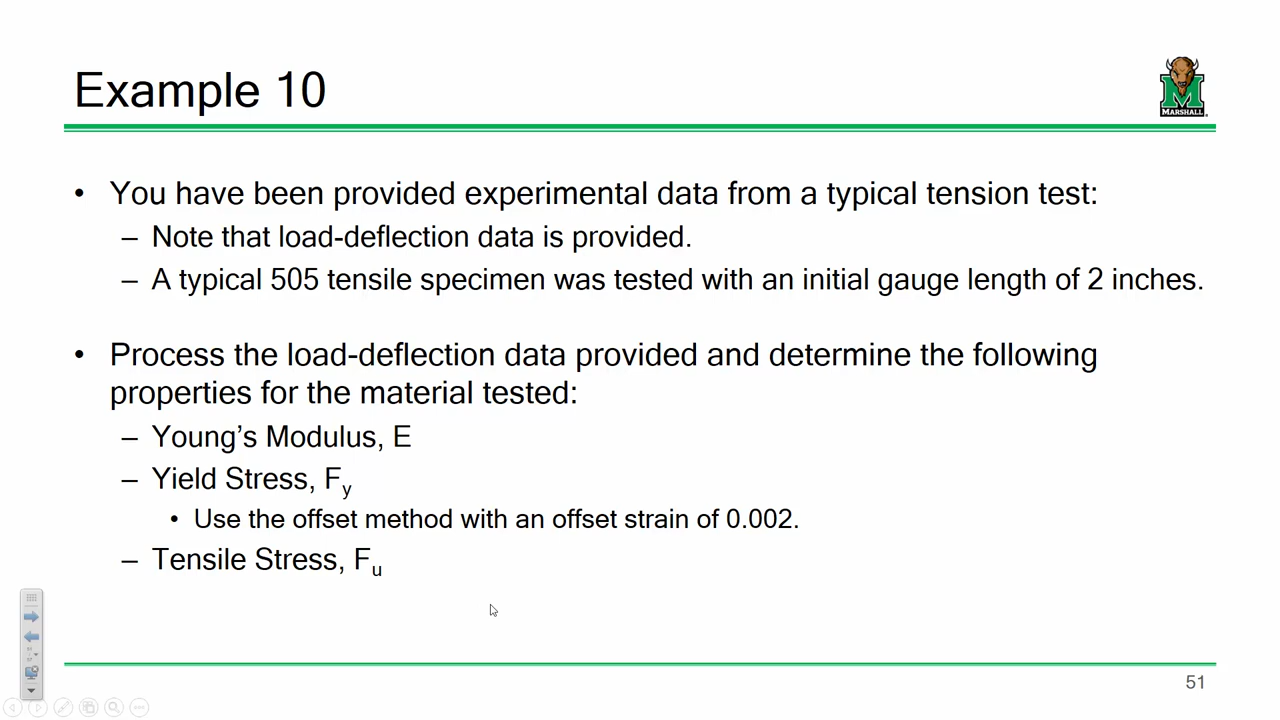 Example 10
MARSHALL
• You have been provided experimental data from a typical tension test:
– Note that load-deflection data is provided.
– A typical 505 tensile specimen was tested with an initial gauge length of 2 inches.
• Process the load-deflection data provided and determine the following
properties for the material tested:
– Young’s Modulus, E
– Yield Stress, Fy
• Use the offset method with an offset strain of 0.002.
– Tensile Stress, Fu
51